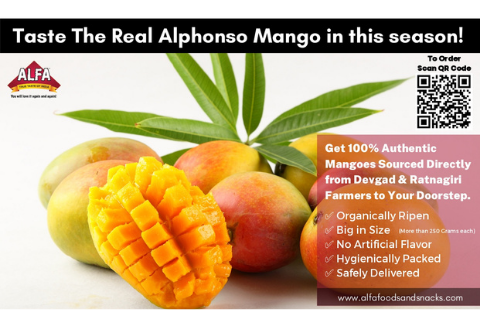 Taste The Real Alphonso Mango in this season!
To Order
Scan QR Code
ALFA
Get 100% Authentic
Mangoes Sourced Directly
from Devgad & Ratnagiri
Farmers to Your Doorstep.
✓ Organically Ripen
✓ Big in Size (More than 250 Grams each)
✓ No Artificial Flavor
✓ Hygienically Packed
✓ Safely Delivered
www.alfafoodsandsnacks.com